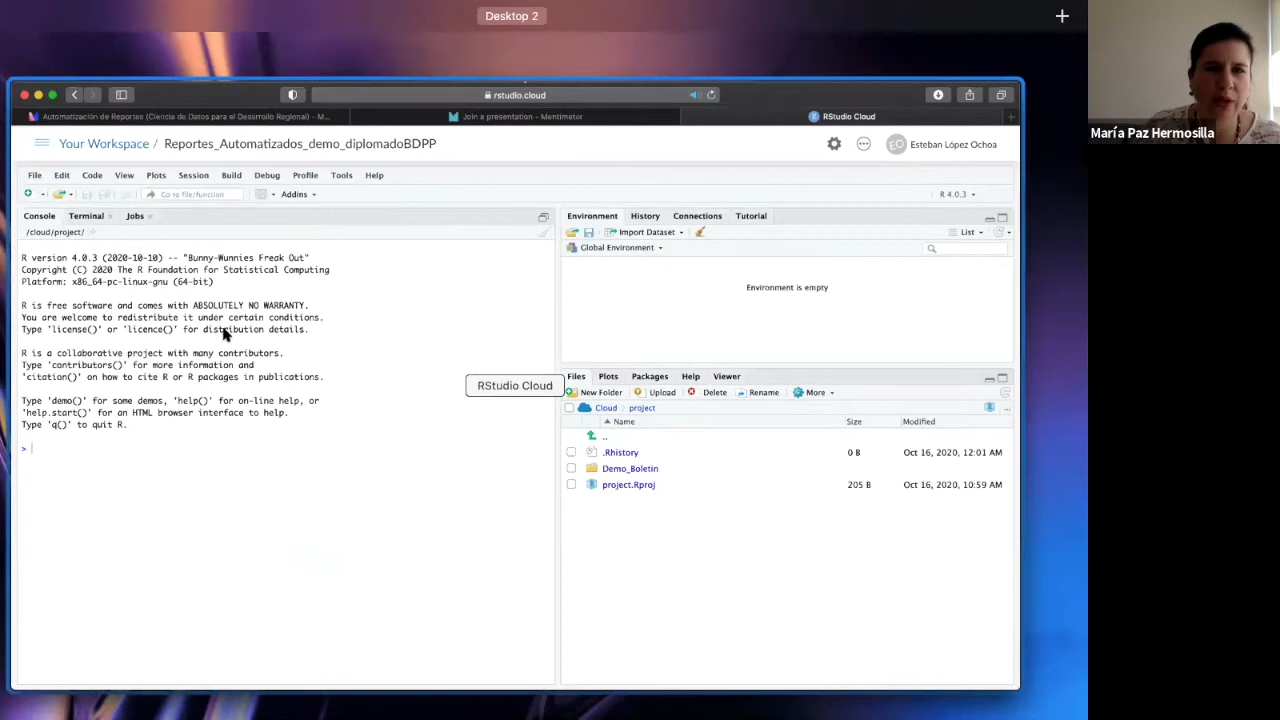 Desktop 2
María Paz Hermosilla
rstudio.cloud
Automatización de Reportes (Ciencia de Datos para el Desarrollo Regional) – M...
Join a presentation - Mentimeter
RStudio Cloud
Your Workspace / Reportes_Automatizados_demo_diplomadoBDPP
EO Esteban López Ochoa
File Edit Code View Plots Session Build Debug Profile Tools Help
Go to file/function
Addins
R 4.0.3
Console Terminal Jobs
/cloud/project/
R version 4.0.3 (2020-10-10) -- "Bunny-Wunnies Freak Out"
Copyright (C) 2020 The R Foundation for Statistical Computing
Platform: x86_64-pc-linux-gnu (64-bit)
R is free software and comes with ABSOLUTELY NO WARRANTY.
You are welcome to redistribute it under certain conditions.
Type 'license()' or 'licence()' for distribution details.
R is a collaborative project with many contributors.
Type 'contributors()' for more information and
'citation()' on how to cite R or R packages in publications.
Type 'demo()' for some demos, 'help()' for on-line help, or
'help.start()' for an HTML browser interface to help.
Type 'q()' to quit R.
>
RStudio Cloud
Environment History Connections Tutorial
Import Dataset
List
Global Environment
Environment is empty
Files Plots Packages Help Viewer
New Folder Upload Delete Rename More
Cloud project
...
Name Size Modified
..
.Rhistory 0 B Oct 16, 2020, 12:01 AM
Demo_Boletin
project.Rproj 205 B Oct 16, 2020, 10:59 AM